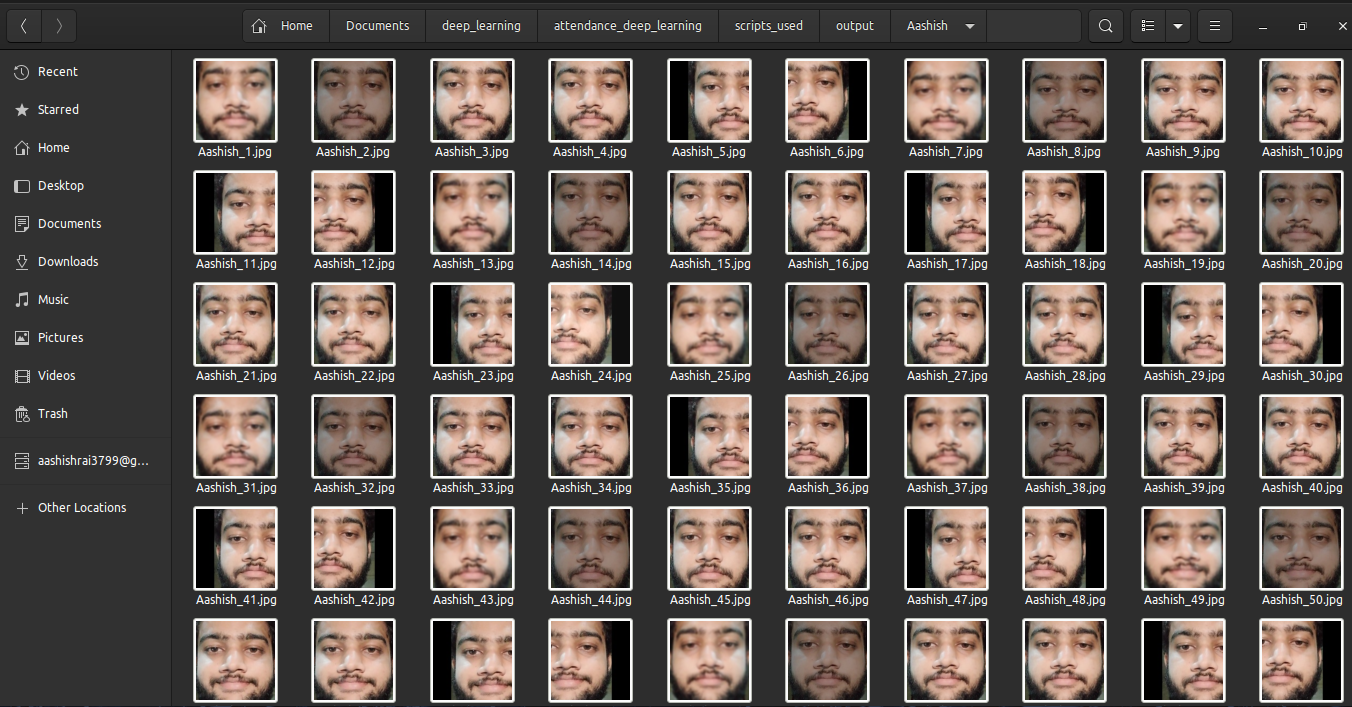 Home Documents deep_learning attendance_deep_learning scripts_used output Aashish
Recent
Starred
Home
Desktop
Documents
Downloads
Music
Pictures
Videos
Trash
aashishrai3799@g...
Other Locations
Aashish_1.jpg Aashish_2.jpg Aashish_3.jpg Aashish_4.jpg Aashish_5.jpg Aashish_6.jpg Aashish_7.jpg Aashish_8.jpg Aashish_9.jpg Aashish_10.jpg
Aashish_11.jpg Aashish_12.jpg Aashish_13.jpg Aashish_14.jpg Aashish_15.jpg Aashish_16.jpg Aashish_17.jpg Aashish_18.jpg Aashish_19.jpg Aashish_20.jpg
Aashish_21.jpg Aashish_22.jpg Aashish_23.jpg Aashish_24.jpg Aashish_25.jpg Aashish_26.jpg Aashish_27.jpg Aashish_28.jpg Aashish_29.jpg Aashish_30.jpg
Aashish_31.jpg Aashish_32.jpg Aashish_33.jpg Aashish_34.jpg Aashish_35.jpg Aashish_36.jpg Aashish_37.jpg Aashish_38.jpg Aashish_39.jpg Aashish_40.jpg
Aashish_41.jpg Aashish_42.jpg Aashish_43.jpg Aashish_44.jpg Aashish_45.jpg Aashish_46.jpg Aashish_47.jpg Aashish_48.jpg Aashish_49.jpg Aashish_50.jpg